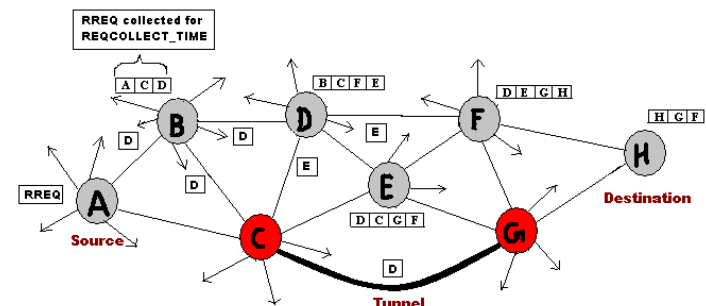 RREQ collected for
REQCOLLECT_TIME
A C D
B C F E
D E G H
H G F
B
D
F
D
D
E
H
D
E
E
RREQ
A
Destination
D C G F
Source
C
G
D
Tunnel